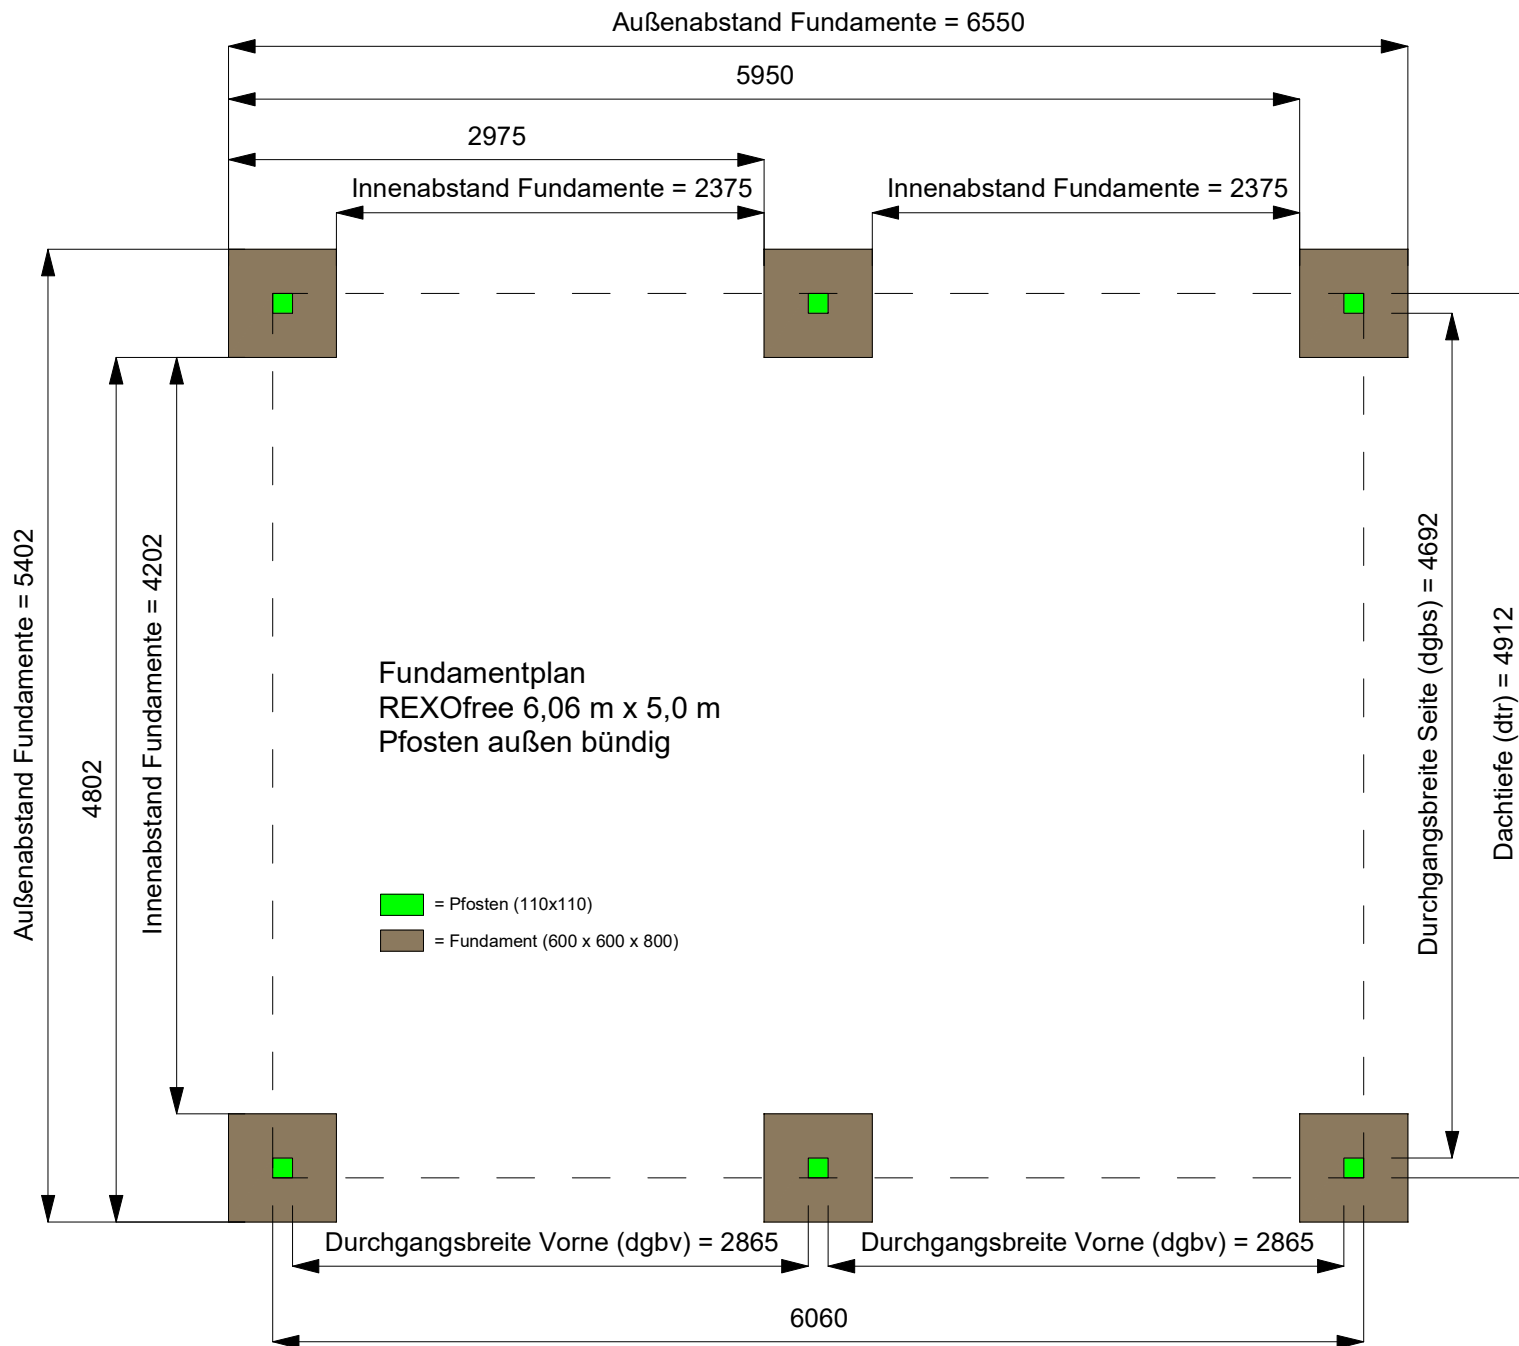 Außenabstand Fundamente = 6550
5950
2975
Innenabstand Fundamente = 2375
Innenabstand Fundamente = 2375
Außenabstand Fundamente = 5402
4802
Innenabstand Fundamente = 4202
Fundamentplan
REXOfree 6,06 m x 5,0 m
Pfosten außen bündig
= Pfosten (110x110)
= Fundament (600 x 600 x 800)
Durchgangsbreite Seite (dgbs) = 4692
Dachtiefe (dtr) = 4912
Durchgangsbreite Vorne (dgbv) = 2865
Durchgangsbreite Vorne (dgbv) = 2865
6060